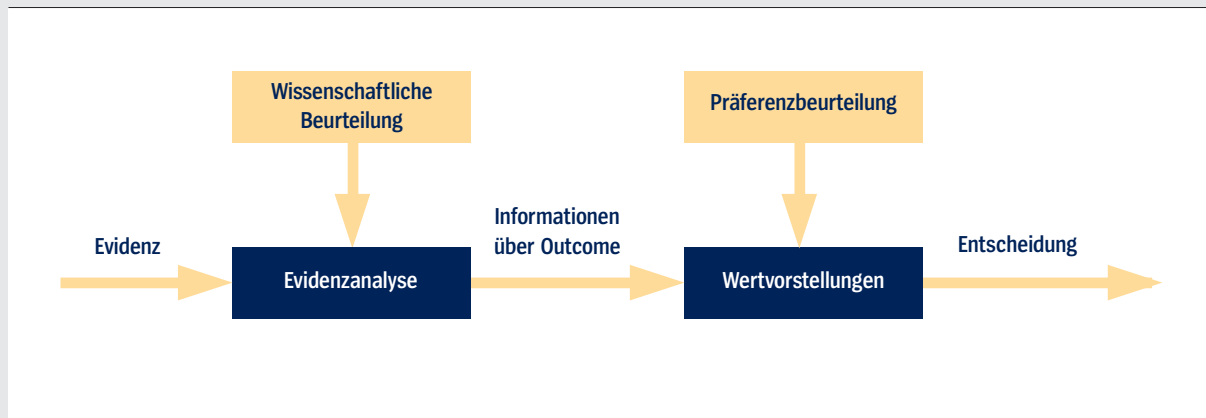 Wissenschaftliche
Beurteilung
Präferenzbeurteilung
Evidenz
Evidenzanalyse
Informationen
über Outcome
Wertvorstellungen
Entscheidung